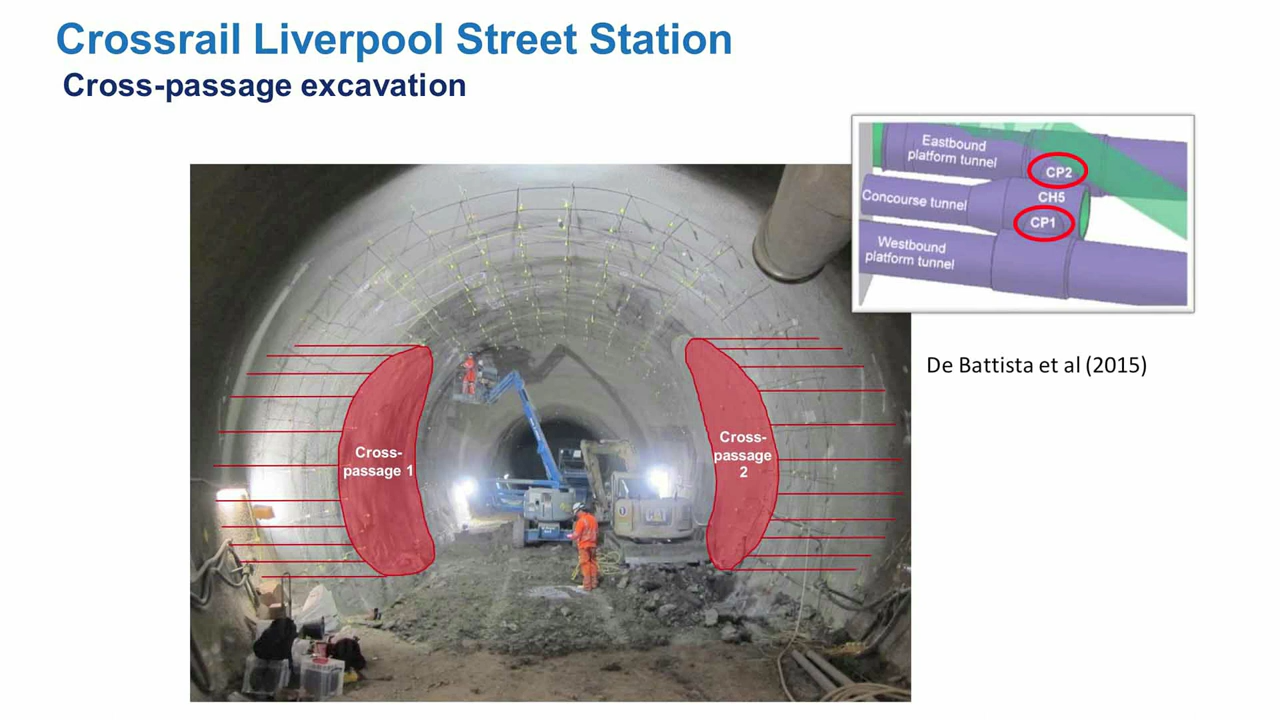 Crossrail Liverpool Street Station
Cross-passage excavation
Eastbound
platform tunnel
CP2
CH5
Concourse tunnel
CP1
Westbound
platform tunnel
De Battista et al (2015)
Cross-
passage 1
Cross-
passage
2
CAT